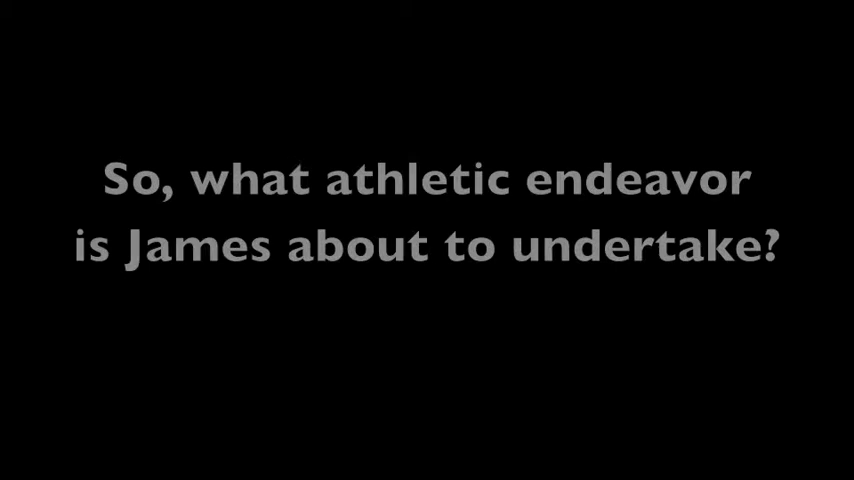 So, what athletic endeavor
is James about to undertake?